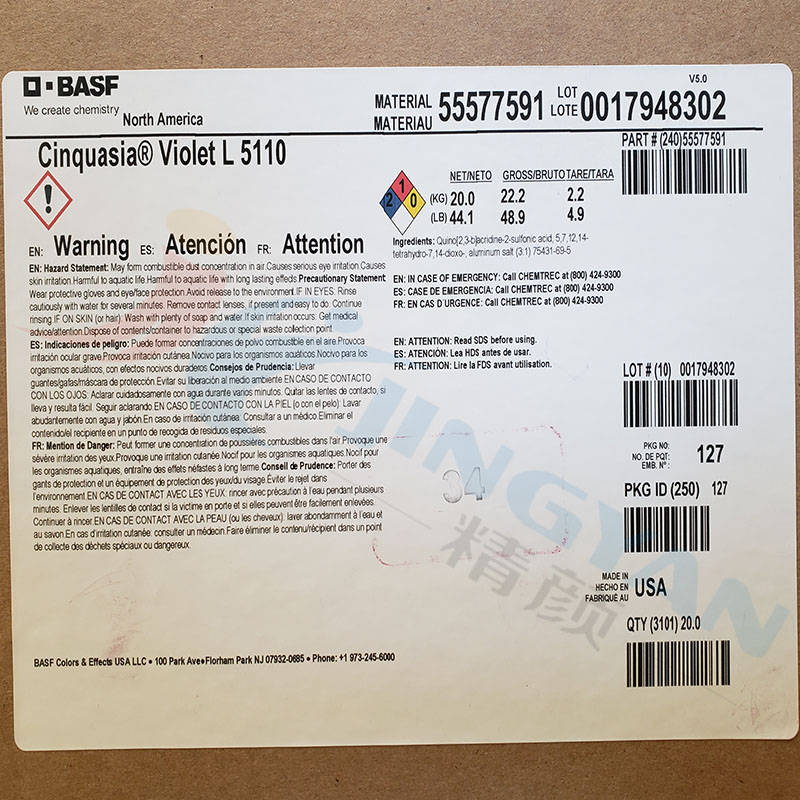 BASF
We create chemistry
North America
V5.0
MATERIAL 55577591 LOT 0017948302
MATERIAU LOTE
Cinquasia® Violet L 5110
PART # (240)55577591
!
1
2 0
NET/NETO GROSS/BRUTO TARE/TARA
(KG) 20.0 22.2 2.2
(LB) 44.1 48.9 4.9
Ingredients: Quino[2,3-b]acridine-2-sulfonic acid, 5,7,12,14-
tetrahydro-7,14-dioxo-, aluminum salt (3:1) 75431-69-5
EN: Warning ES: Atención FR: Attention
EN: Hazard Statement: May form combustible dust concentration in air.Causes serious eye irritation.Causes
skin irritation.Harmful to aquatic life.Harmful to aquatic life with long lasting effects Precautionary Statement
Wear protective gloves and eye/face protection.Avoid release to the environment.IF IN EYES: Rinse
cautiously with water for several minutes. Remove contact lenses, if present and easy to do. Continue
rinsing.IF ON SKIN (or hair): Wash with plenty of soap and water.If skin irritation occurs: Get medical
advice/attention.Dispose of contents/container to hazardous or special waste collection point.
ES: Indicaciones de peligro: Puede formar concentraciones de polvo combustible en el aire.Provoca
irritación ocular grave.Provoca irritación cutánea.Nocivo para los organismos acuáticos.Nocivo para los
organismos acuáticos, con efectos nocivos duraderos. Consejos de Prudencia: Llevar
guantes/gafas/máscara de protección.Evitar su liberación al medio ambiente.EN CASO DE CONTACTO
CON LOS OJOS: Aclarar cuidadosamente con agua durante varios minutos. Quitar las lentes de contacto, si
lleva y resulta fácil. Seguir aclarando.EN CASO DE CONTACTO CON LA PIEL (o con el pelo): Lavar
abudantemente con agua y jabón.En caso de irritación cutánea: Consultar a un médico.Eliminar el
contenido/el recipiente en un punto de recogida de residuos especiales.
FR: Mention de Danger: Peut former une concentration de poussières combustibles dans l'air.Provoque une
sévère irritation des yeux.Provoque une irritation cutanée.Nocif pour les organismes aquatiques.Nocif pour
les organismes aquatiques, entraîne des effets néfastes à long terme. Conseil de Prudence: Porter des
gants de protection et un équipement de protection des yeux/du visage.Éviter le rejet dans
l'environnement.EN CAS DE CONTACT AVEC LES YEUX: rincer avec précaution à l'eau pendant plusieurs
minutes. Enlever les lentilles de contact si la victime en porte et si elles peuvent être facilement enlevées.
Continuer à rincer.EN CAS DE CONTACT AVEC LA PEAU (ou les cheveux): laver abondamment à l'eau et
au savon.En cas d'irritation cutanée: consulter un médecin.Faire éliminer le contenu/récipient dans un point
de collecte des déchets spéciaux ou dangereux.
EN: IN CASE OF EMERGENCY: Call CHEMTREC at (800) 424-9300
ES: CASE DE EMERGENCIA: Call CHEMTREC at (800) 424-9300
FR: EN CAS D'URGENCE: Call CHEMTREC at (800) 424-9300
EN: ATTENTION: Read SDS before using.
ES: ATENCIÓN: Lea HDS antes de usar.
FR: ATTENTION: Lire la FDS avant utilisation.
LOT # (10) 0017948302
PKG NO:
NO. DE PQT: 127
EMB. N°:
34
PKG ID (250) 127
MADE IN
HECHO EN USA
FABRIQUÉ AU
QTY (3101) 20.0
BASF Colors & Effects USA LLC • 100 Park Ave•Florham Park NJ 07932-0685 • Phone: +1 973-245-6000
JINGYAN
精颜